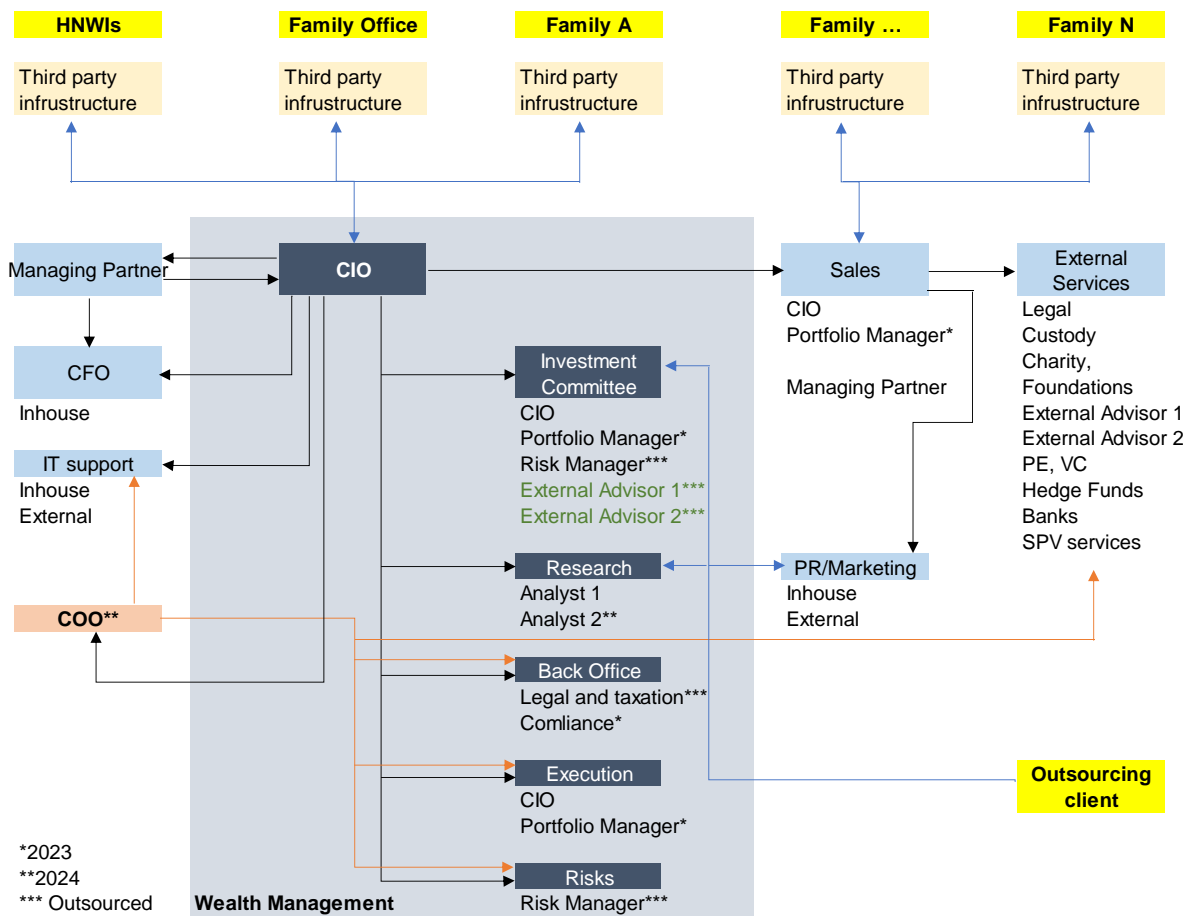 HNWIs
Family Office
Family A
Family …
Family N
Third party
infrustructure
Third party
infrustructure
Third party
infrustructure
Third party
infrustructure
Third party
infrustructure
Managing Partner
CIO
Sales
External
Services
CIO
Portfolio Manager*
Managing Partner
Legal
Custody
Charity,
Foundations
External Advisor 1
External Advisor 2
PE, VC
Hedge Funds
Banks
SPV services
CFO
Inhouse
Investment
Committee
CIO
Portfolio Manager*
Risk Manager***
External Advisor 1***
External Advisor 2***
IT support
Inhouse
External
Research
Analyst 1
Analyst 2**
PR/Marketing
Inhouse
External
COO**
Back Office
Legal and taxation***
Comliance*
Execution
CIO
Portfolio Manager*
Outsourcing
client
Risks
Risk Manager***
*2023
**2024
*** Outsourced
Wealth Management